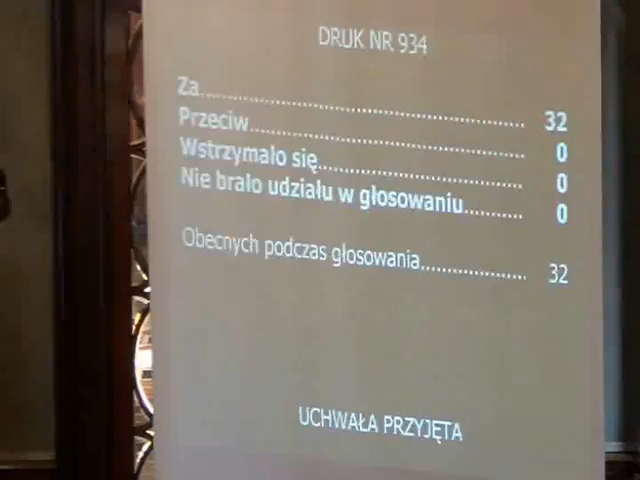 DRUK NR 934
Za............................................................ 32
Przeciw................................................... 0
Wstrzymało się...................................... 0
Nie brało udziału w głosowaniu........... 0
Obecnych podczas głosowania.................... 32
UCHWAŁA PRZYJĘTA